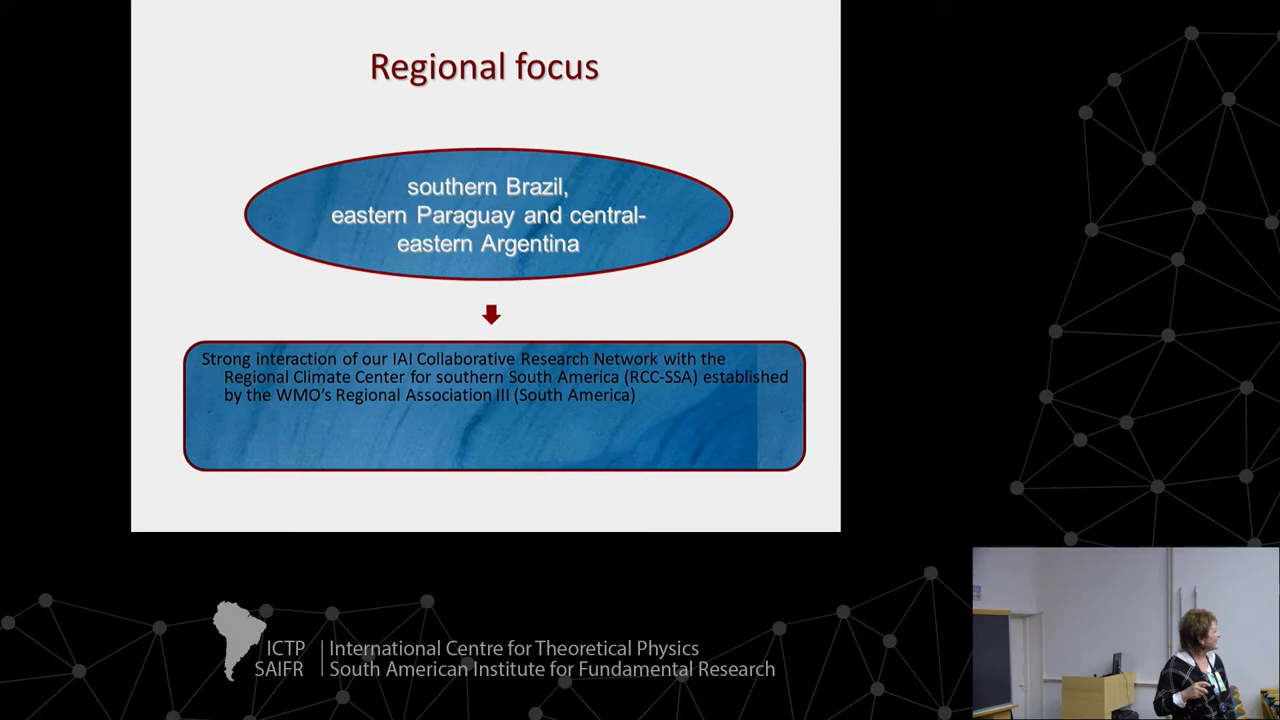 Regional focus
southern Brazil,
eastern Paraguay and central-
eastern Argentina
Strong interaction of our IAI Collaborative Research Network with the
Regional Climate Center for southern South America (RCC-SSA) established
by the WMO's Regional Association III (South America)
ICTP
SAIFR
International Centre for Theoretical Physics
South American Institute for Fundamental Research